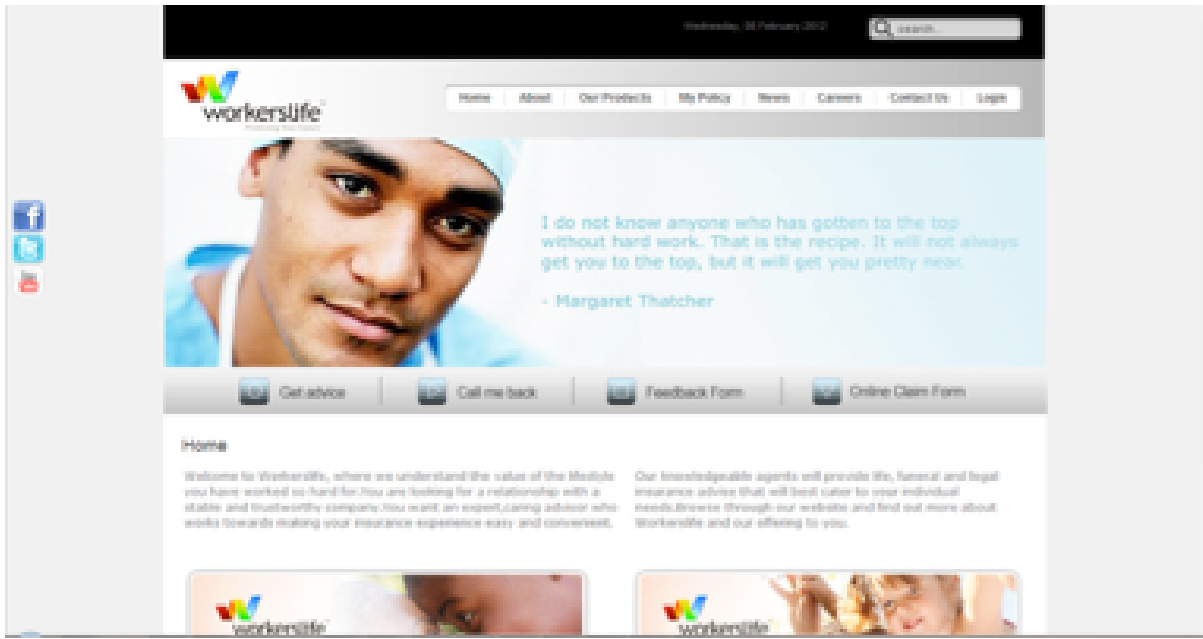 Wednesday, 08 February 2012
search...
workerslife
Home About Our Products My Policy News Careers Contact Us Login
I do not know anyone who has gotten to the top
without hard work. That is the recipe. It will not always
get you to the top, but it will get you pretty near.
- Margaret Thatcher
Get advice Call me back Feedback Form Online Claim Form
Home
Welcome to Workerslife, where we understand the value of the lifestyle
you have worked so hard for.You are looking for a relationship with a
stable and trustworthy company.You want an expert,caring advisor who
works towards making your insurance experience easy and convenient.
Our knowledgeable agents will provide life, funeral and legal
insurance advise that will best cater to your individual
needs.Browse through our website and find out more about
Workerslife and our offering to you.
workerslife
workerslife